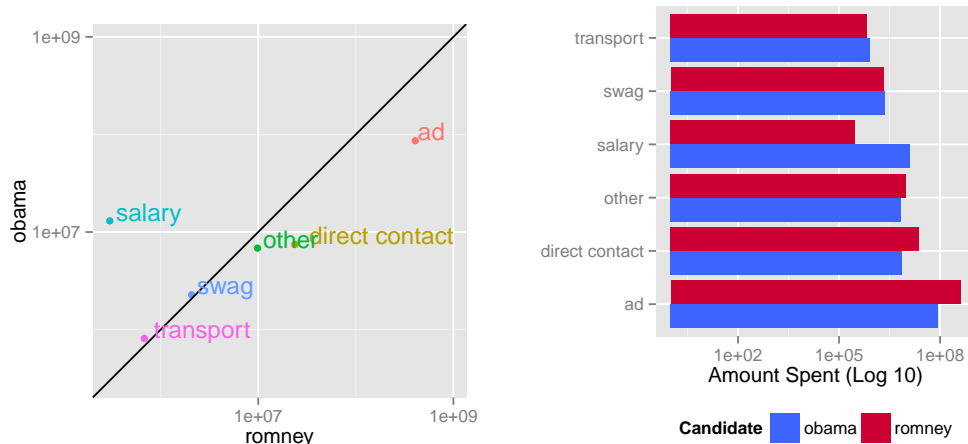 1e+09
ad
salary
obama
1e+07
other
direct contact
swag
transport
1e+07
1e+09
romney
transport
swag
salary
other
direct contact
ad
1e+02
1e+05
1e+08
Amount Spent (Log 10)
Candidate
obama
romney